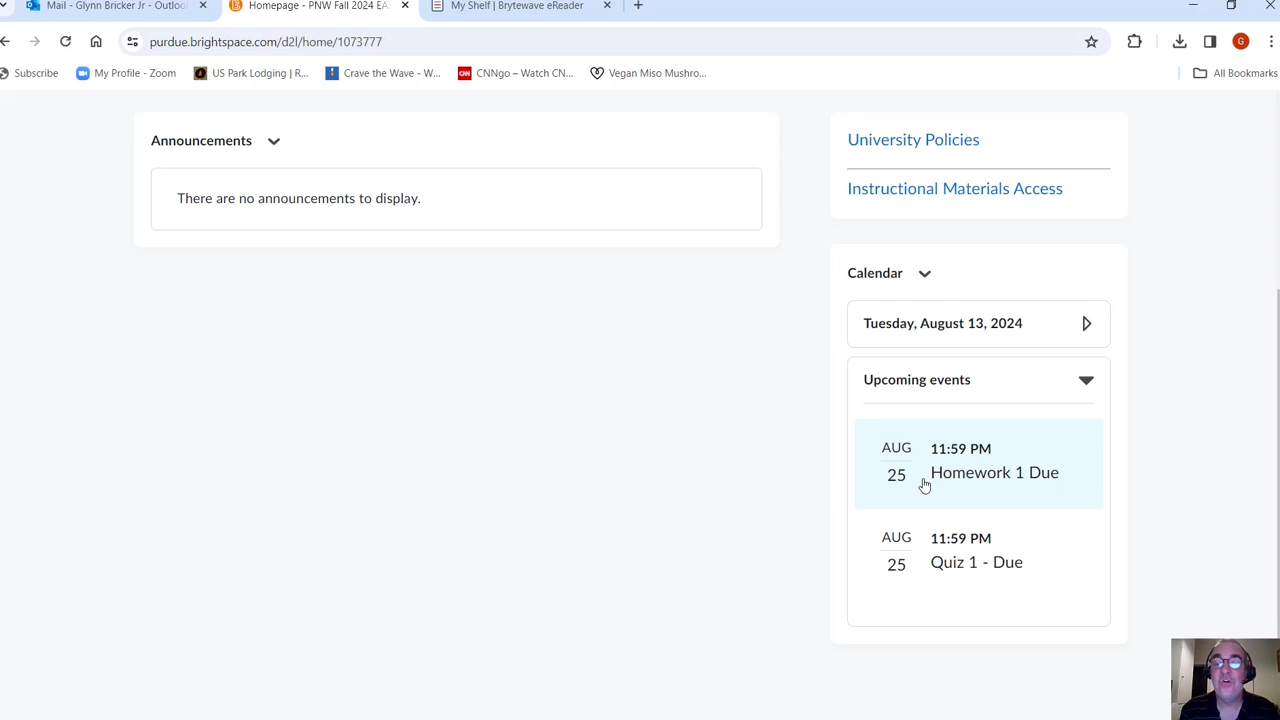 Mail - Glynn Bricker Jr - Outlo
Homepage - PNW Fall 2024 EA
My Shelf | Brytewave eReader
purdue.brightspace.com/d2l/home/1073777
G
Subscribe
My Profile - Zoom
US Park Lodging | R...
Crave the Wave - W...
CNN
CNNgo – Watch CN...
Vegan Miso Mushro...
All Bookmarks
Announcements
There are no announcements to display.
University Policies
Instructional Materials Access
Calendar
Tuesday, August 13, 2024
Upcoming events
AUG
25
11:59 PM
Homework 1 Due
AUG
25
11:59 PM
Quiz 1 - Due